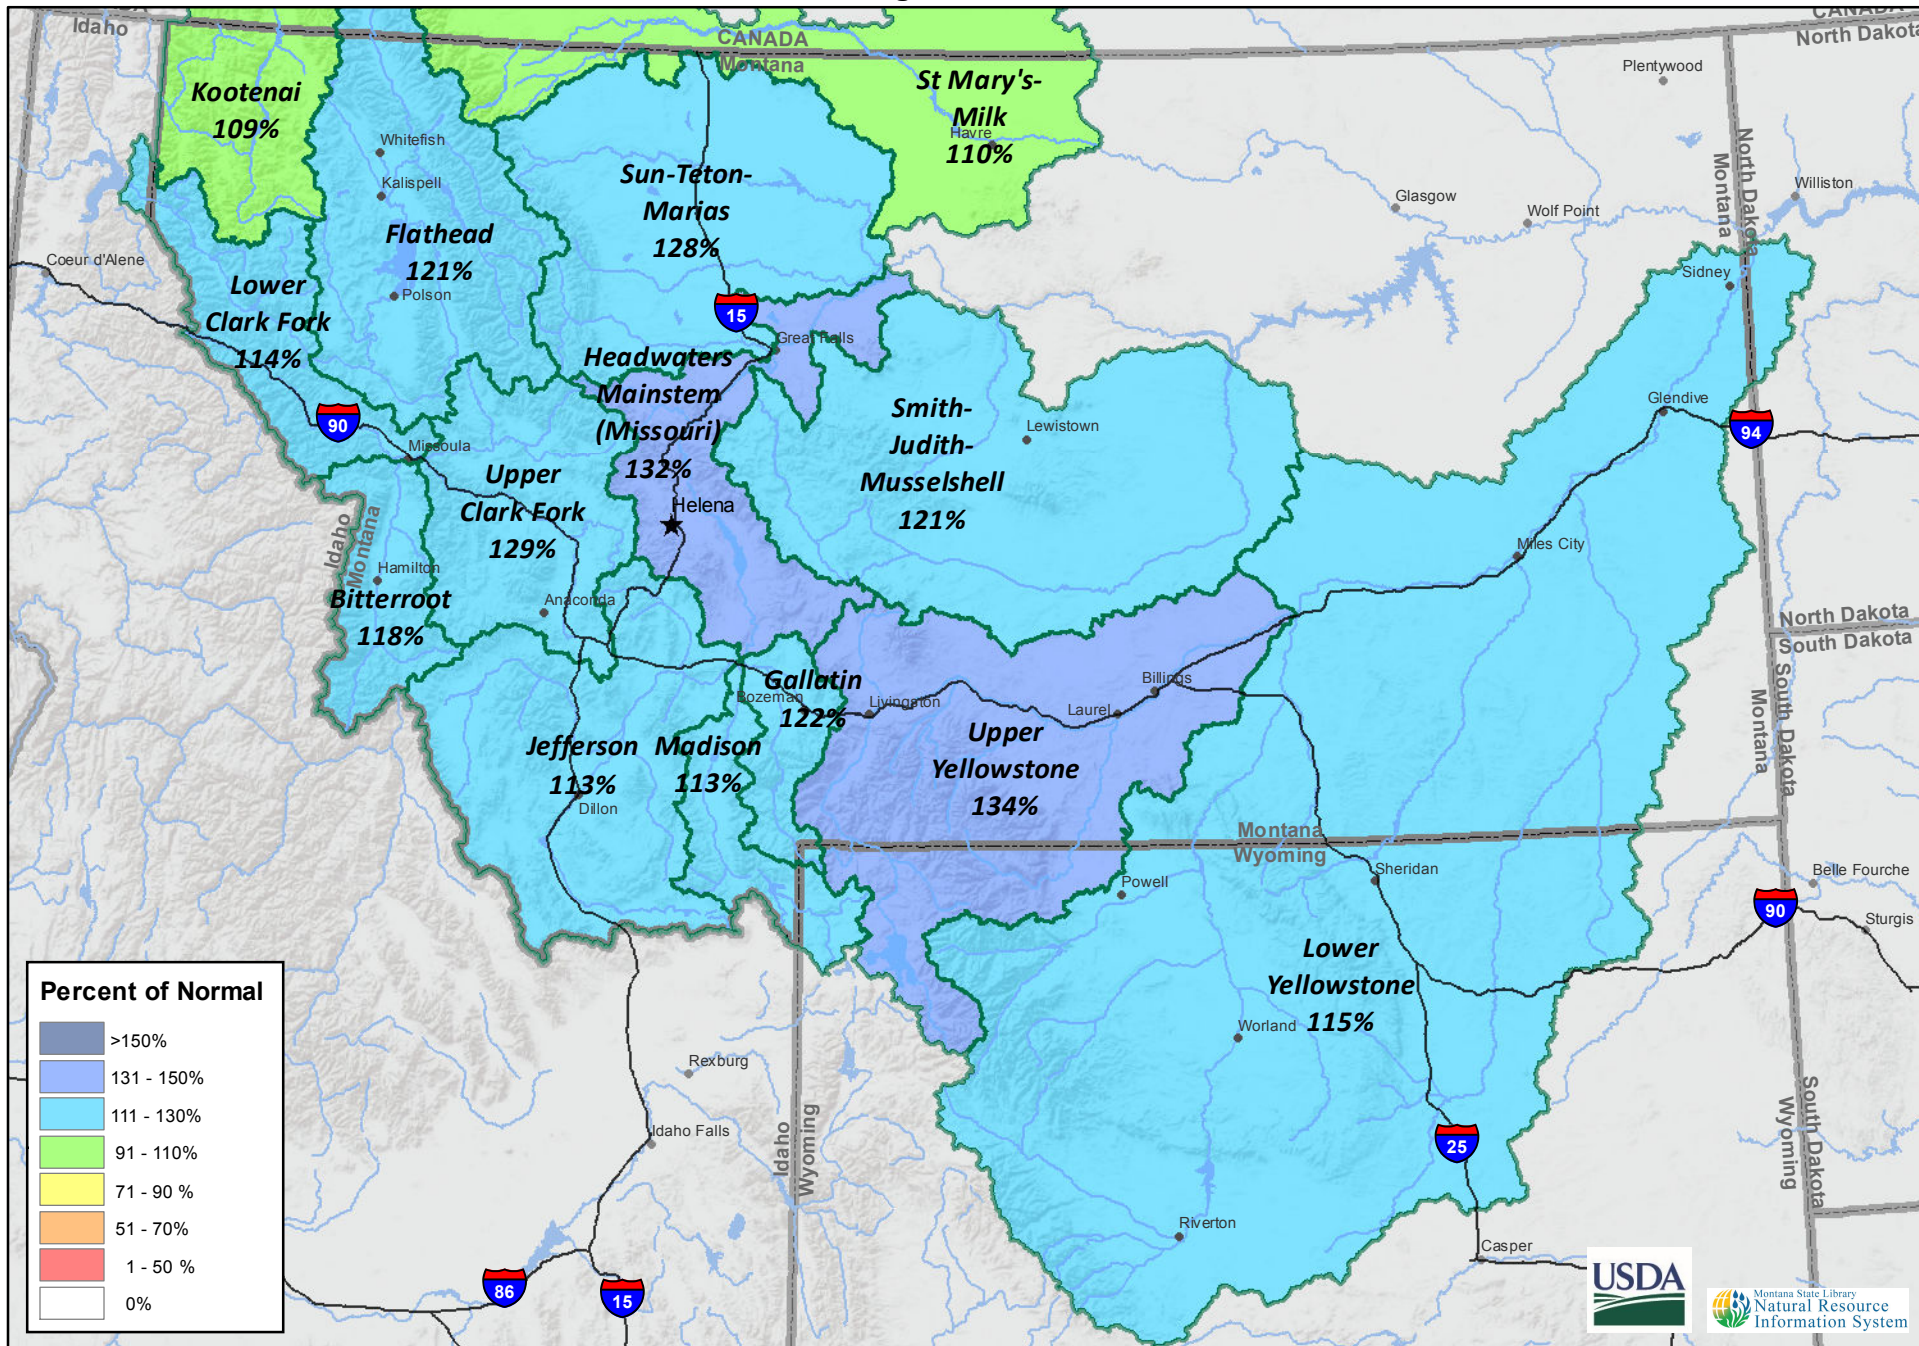 Idaho
CANADA
Montana
CANADA
North Dakota
Kootenai
109%
St Mary's-
Milk
110%
Havre
Plentywood
Whitefish
Kalispell
Flathead
121%
Polson
Sun-Teton-
Marias
128%
Glasgow
Wolf Point
North Dakota
Montana
Williston
Sidney
Coeur d'Alene
Lower
Clark Fork
114%
15
Great Falls
Headwaters
Mainstem
(Missouri)
132%
Helena
Smith-
Judith-
Musselshell
121%
Lewistown
Glendive
94
90
Missoula
Upper
Clark Fork
129%
Idaho
Montana
Hamilton
Bitterroot
118%
Anaconda
Miles City
North Dakota
South Dakota
South Dakota
Montana
Gallatin
122%
Bozeman
Livingston
Laurel
Billings
Jefferson
113%
Dillon
Madison
113%
Upper
Yellowstone
134%
Montana
Wyoming
Powell
Sheridan
Belle Fourche
90
Sturgis
Lower
Yellowstone
115%
Worland
Percent of Normal
>150%
131 - 150%
111 - 130%
91 - 110%
71 - 90 %
51 - 70%
1 - 50 %
0%
Rexburg
Idaho Falls
Idaho
Wyoming
South Dakota
Wyoming
25
Riverton
Casper
86
15
USDA
Montana State Library
Natural Resource
Information System